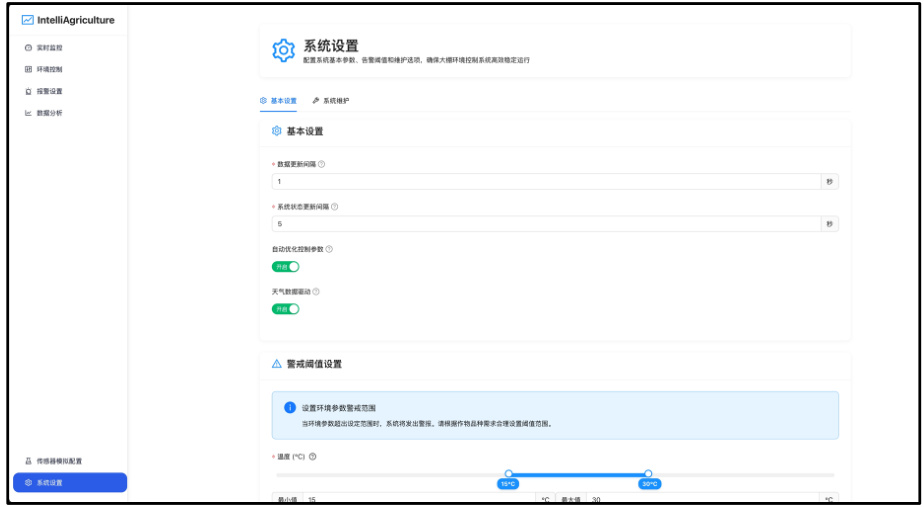 IntelliAgriculture
实时监控
环境控制
报警设置
数据分析
传感器模拟配置
系统设置
系统设置
配置系统基本参数、告警阈值和维护选项，确保大棚环境控制系统高效稳定运行
基本设置 系统维护
基本设置
* 数据更新间隔
1 秒
* 系统状态更新间隔
5 秒
自动优化控制参数
开启
天气数据驱动
开启
警戒阈值设置
设置环境参数警戒范围
当环境参数超出设定范围时，系统将发出警报。请根据作物品种需求合理设置阈值范围。
* 温度 (°C)
15°C 30°C
最小值 15 °C 最大值 30 °C